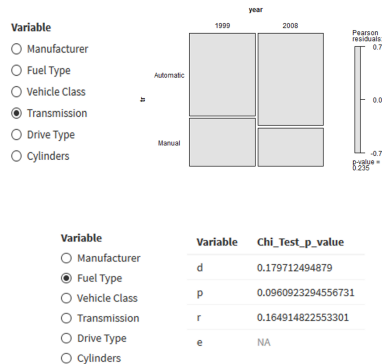 year
Variable
1999 2008
Pearson
residuals:
0.7
Manufacturer
Fuel Type
Vehicle Class
Automatic
tr
0.0
Transmission
Drive Type
Manual
Cylinders
-0.7
p-value =
0.235
Variable
Manufacturer
Fuel Type
Vehicle Class
Transmission
Drive Type
Cylinders
Variable Chi_Test_p_value
d 0.179712494879
p 0.0960923294556731
r 0.164914822553301
e NA